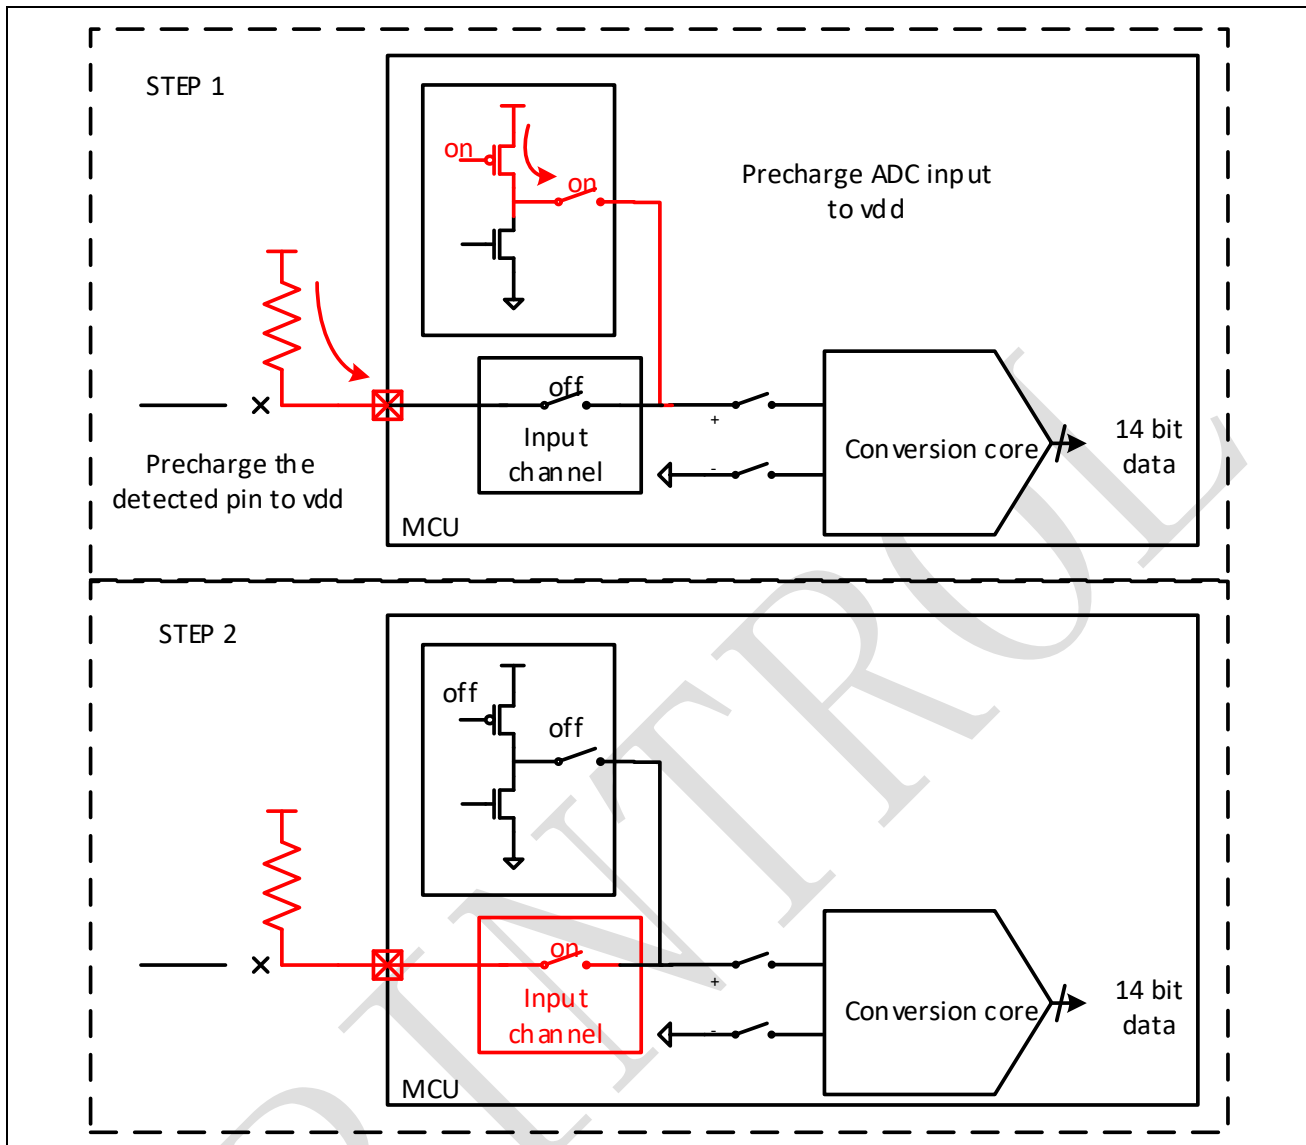 STEP 1
on
on
Precharge ADC input
to vdd
off
Input
channel
+
-
Conversion core
14 bit
data
Precharge the
detected pin to vdd
MCU
STEP 2
off
off
on
Input
channel
+
-
Conversion core
14 bit
data
MCU